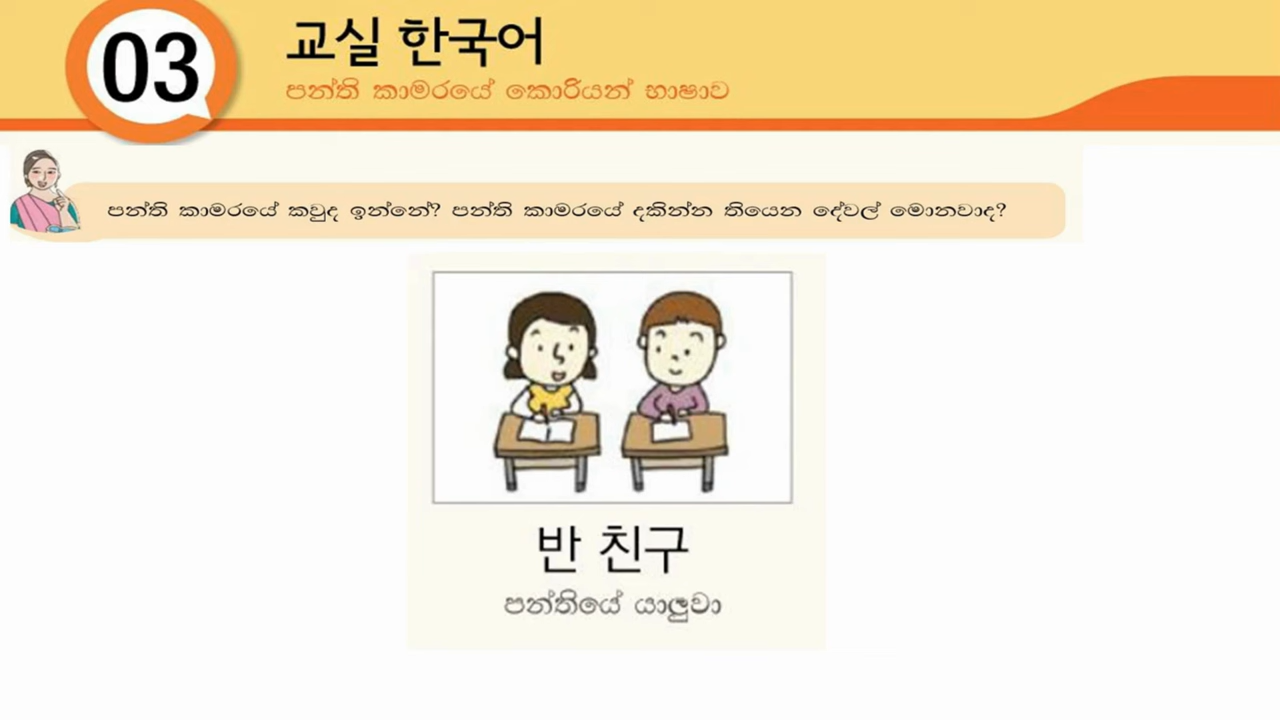 03
교실 한국어
පන්ති කාමරයේ කොරියන් භාෂාව
පන්ති කාමරයේ කවුද ඉන්නේ? පන්ති කාමරයේ දකින්න තියෙන දේවල් මොනවාද?
반 친구
පන්තියේ යාලුවා